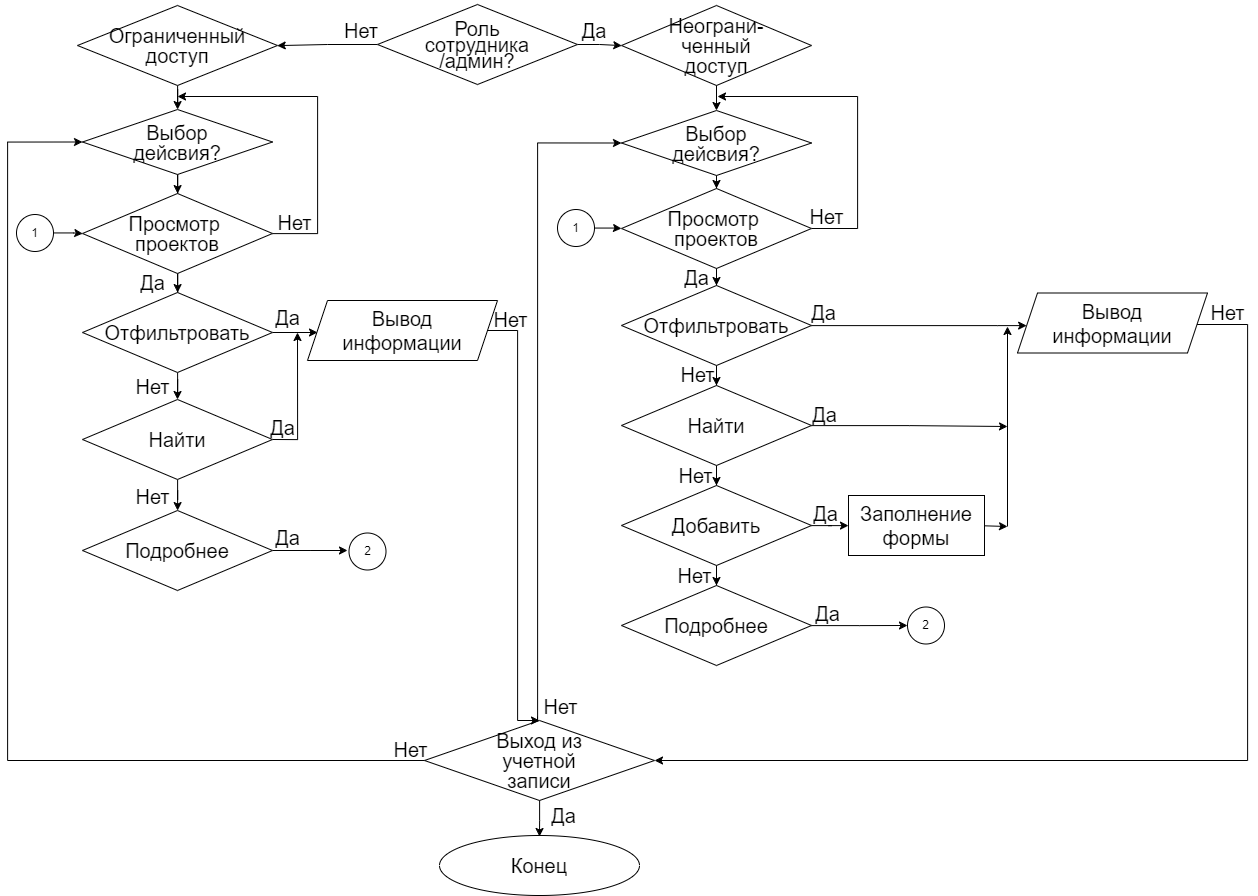 Роль
сотрудника
/админ?
Нет
Да
Ограниченный
доступ
Выбор
дейсвия?
1
Просмотр
проектов
Нет
Да
Отфильтровать
Да
Вывод
информации
Нет
Нет
Найти
Да
Нет
Подробнее
Да
2
Неограни-
ченный
доступ
Выбор
дейсвия?
1
Просмотр
проектов
Нет
Да
Отфильтровать
Да
Вывод
информации
Нет
Нет
Найти
Да
Нет
Добавить
Да
Заполнение
формы
Нет
Подробнее
Да
2
Нет
Нет
Выход из
учетной
записи
Да
Конец